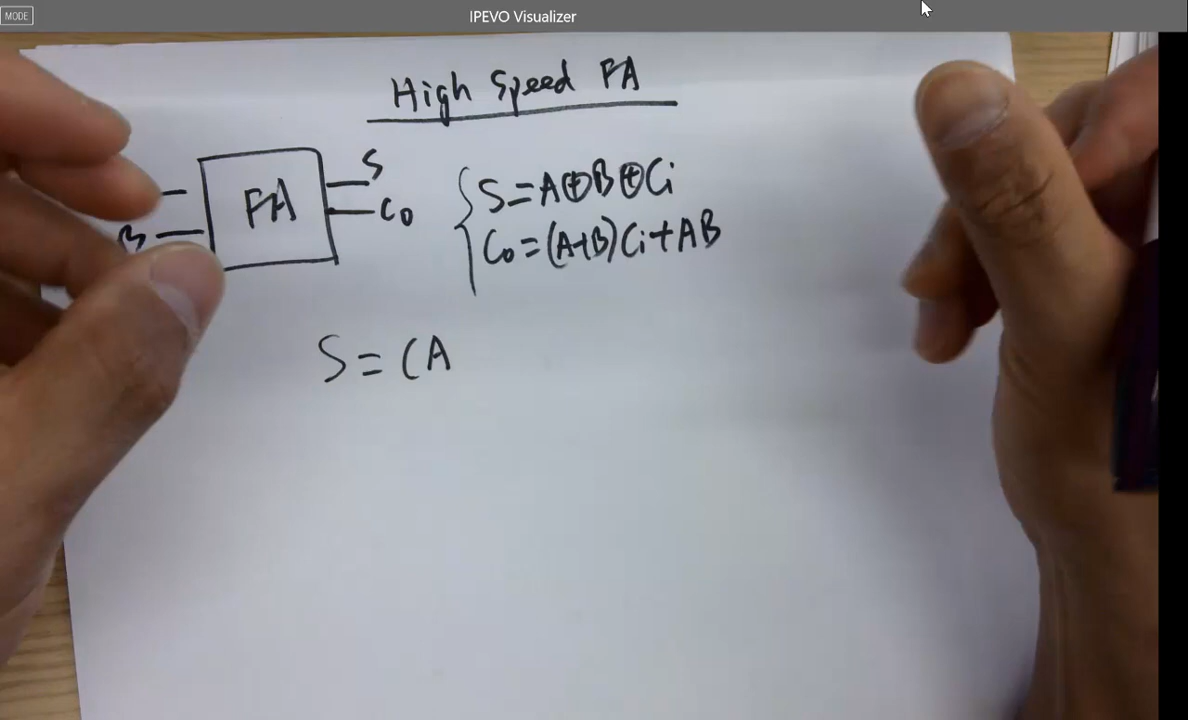 MODE
IPEVO Visualizer
High Speed FA
S
FA
Co
B
S=A⊕B⊕Ci
Co=(A+B)Ci+AB
S=(A